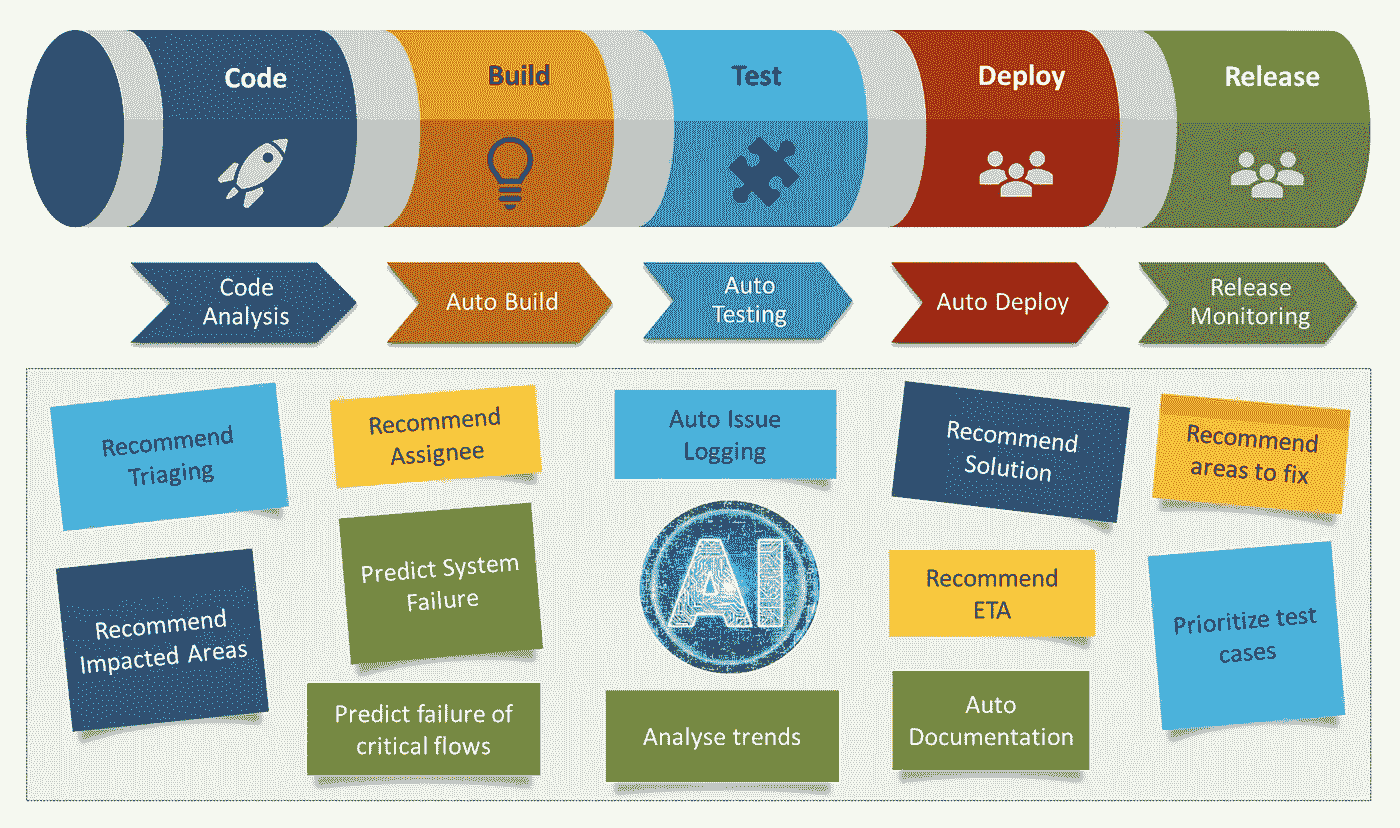 Code
Build
Test
Deploy
Release
Code
Analysis
Auto Build
Auto
Testing
Auto Deploy
Release
Monitoring
Recommend
Triaging
Recommend
Assignee
Auto Issue
Logging
Recommend
Solution
Recommend
areas to fix
Recommend
Impacted Areas
Predict System
Failure
AI
Recommend
ETA
Prioritize test
cases
Predict failure of
critical flows
Analyse trends
Auto
Documentation